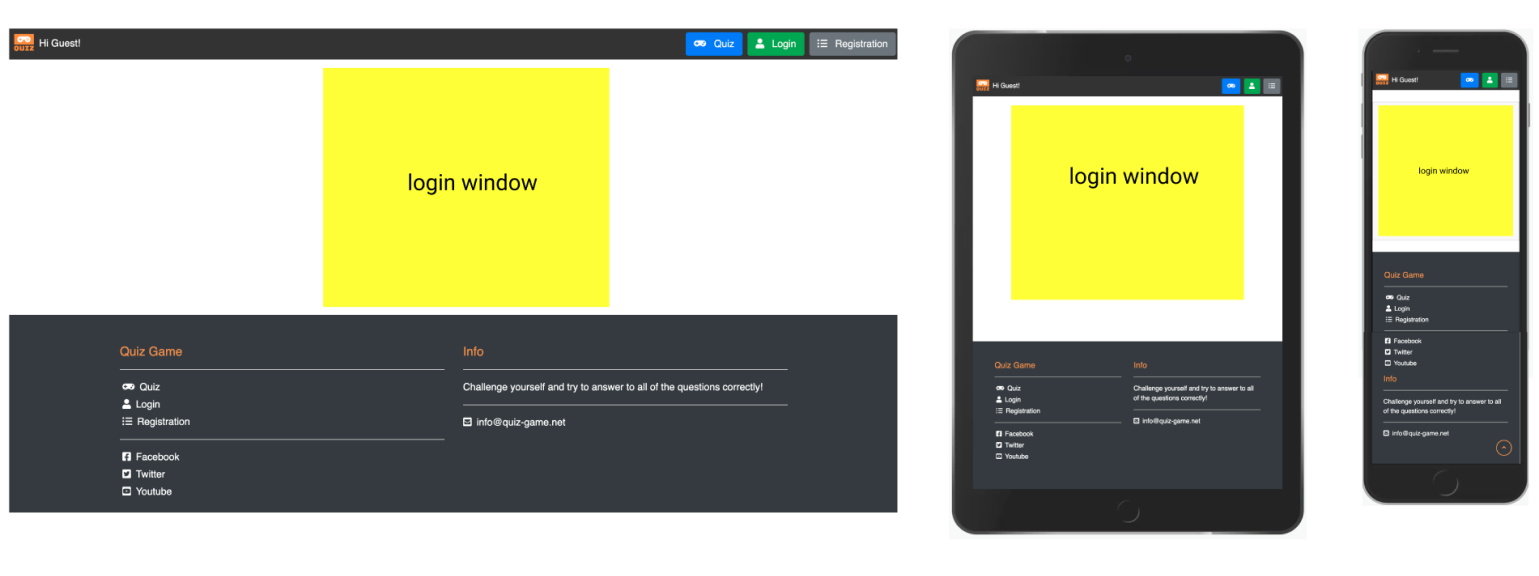 QUIZZ
Hi Guest!
Quiz
Login
Registration
login window
Quiz Game
Quiz
Login
Registration
Facebook
Twitter
Youtube
Info
Challenge yourself and try to answer to all of the questions correctly!
info@quiz-game.net
QUIZZ
Hi Guest!
login window
Quiz Game
Quiz
Login
Registration
Facebook
Twitter
Youtube
Info
Challenge yourself and try to answer to all
of the questions correctly!
info@quiz-game.net
QUIZZ
Hi Guest!
login window
Quiz Game
Quiz
Login
Registration
Facebook
Twitter
Youtube
Info
Challenge yourself and try to answer to all
of the questions correctly!
info@quiz-game.net